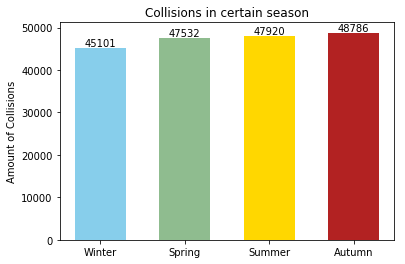 Collisions in certain season
Amount of Collisions
50000
40000
30000
20000
10000
0
45101
47532
47920
48786
Winter
Spring
Summer
Autumn